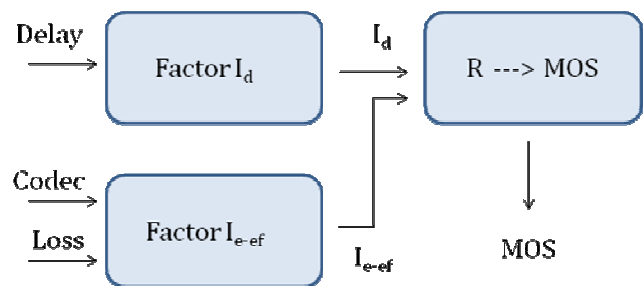 Delay
Factor I_d
I_d
R ---> MOS
Codec
Loss
Factor I_e-ef
I_e-ef
MOS